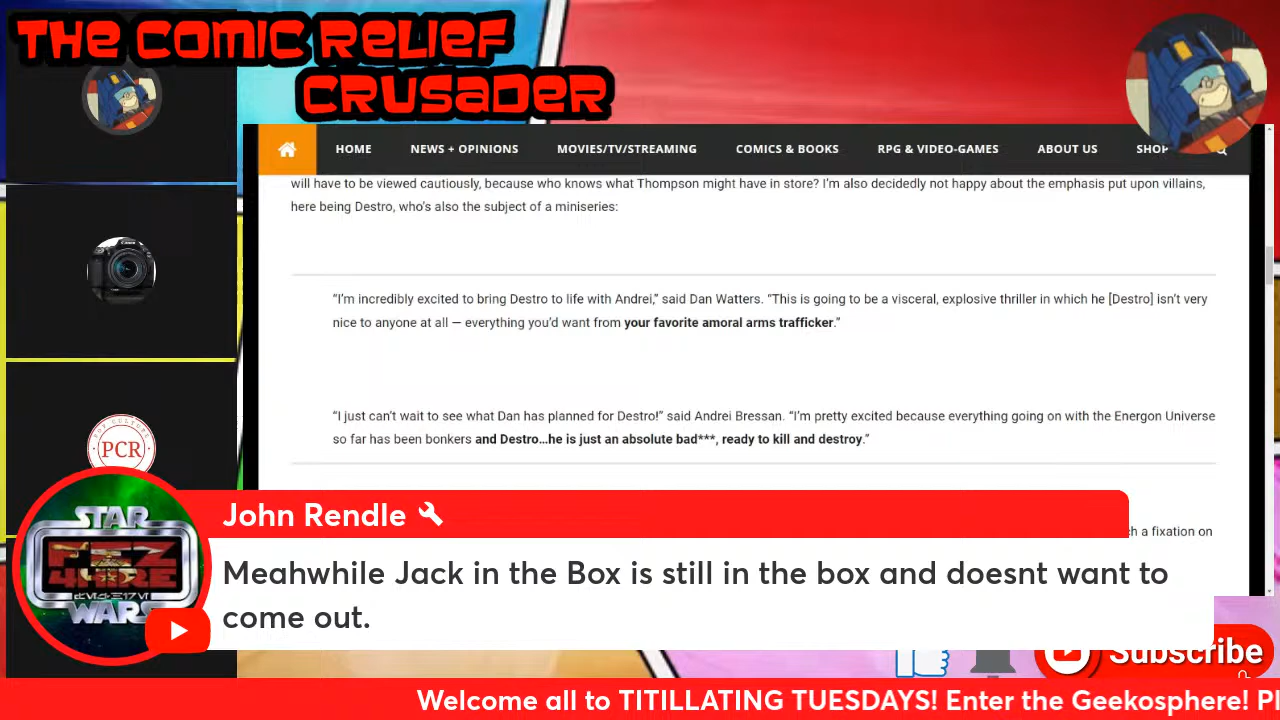 THE COMIC RELIEF
CRUSADER
HOME
NEWS + OPINIONS
MOVIES/TV/STREAMING
COMICS & BOOKS
RPG & VIDEO-GAMES
ABOUT US
SHOP
will have to be viewed cautiously, because who knows what Thompson might have in store? I’m also decidedly not happy about the emphasis put upon villains,
here being Destro, who’s also the subject of a miniseries:
“I’m incredibly excited to bring Destro to life with Andrei,” said Dan Watters. “This is going to be a visceral, explosive thriller in which he [Destro] isn’t very
nice to anyone at all — everything you’d want from your favorite amoral arms trafficker.”
“I just can’t wait to see what Dan has planned for Destro!” said Andrei Bressan. “I’m pretty excited because everything going on with the Energon Universe
so far has been bonkers and Destro…he is just an absolute bad***, ready to kill and destroy.”
PCR
a fixation on
STAR
FEZ
WARS
John Rendle
Meahwhile Jack in the Box is still in the box and doesnt want to
come out.
Subscribe
Welcome all to TITILLATING TUESDAYS! Enter the Geekosphere!